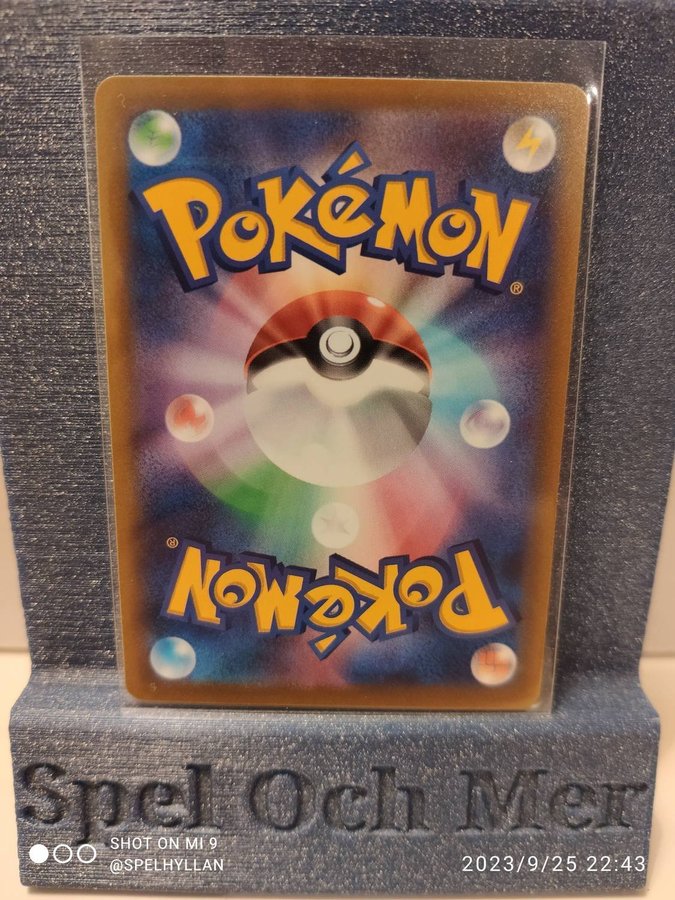 POKéMON
®
®
POKéMON
Spel Och Mer
SHOT ON MI 9
@SPELHYLLAN
2023/9/25 22:43